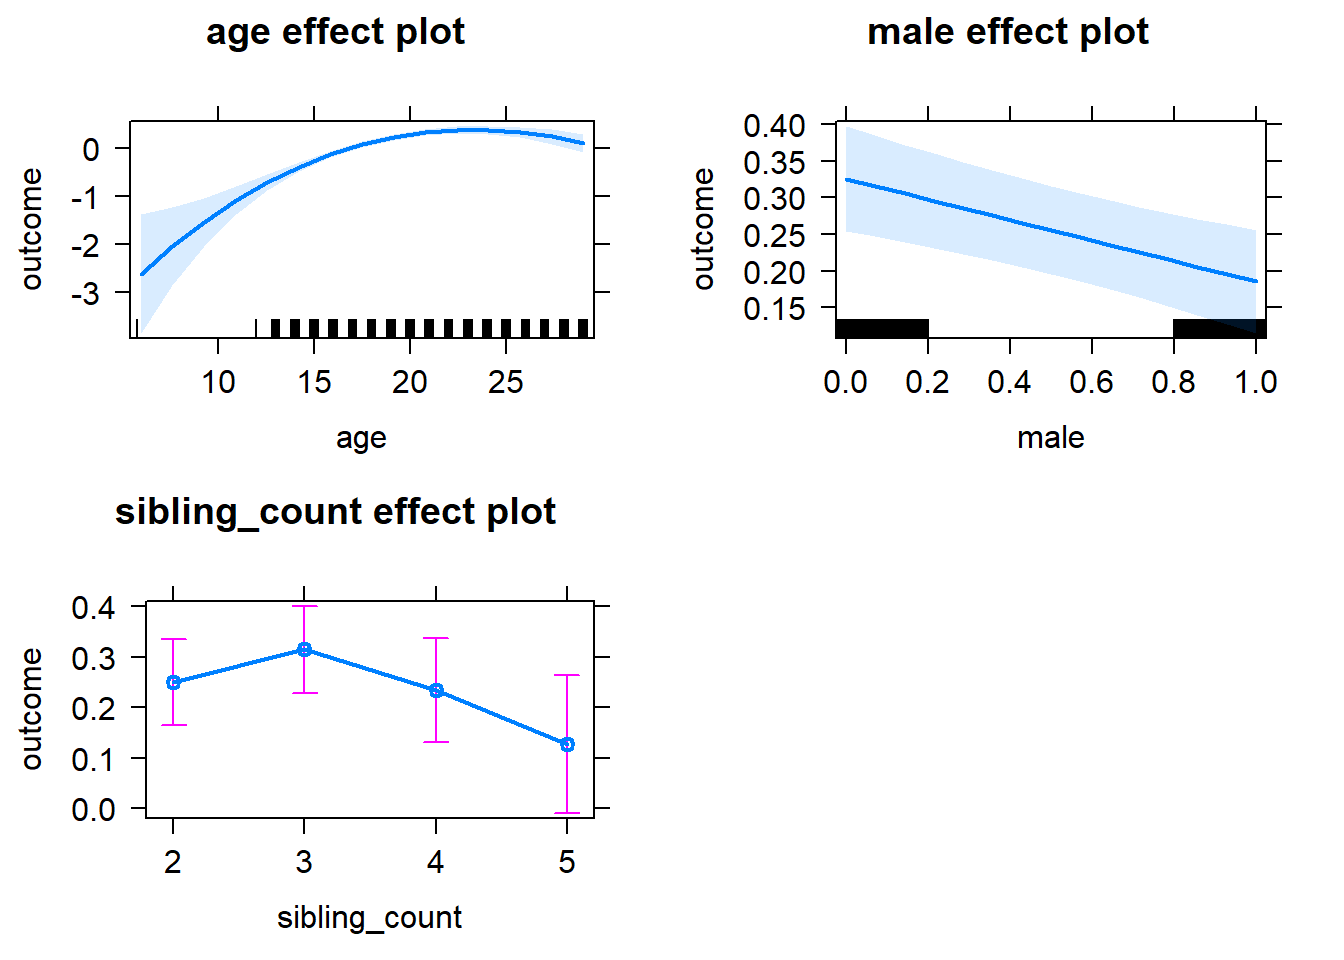 age effect plot
outcome
0
-1
-2
-3
10 15 20 25
age
male effect plot
outcome
0.40
0.35
0.30
0.25
0.20
0.15
0.0 0.2 0.4 0.6 0.8 1.0
male
sibling_count effect plot
outcome
0.4
0.3
0.2
0.1
0.0
2 3 4 5
sibling_count